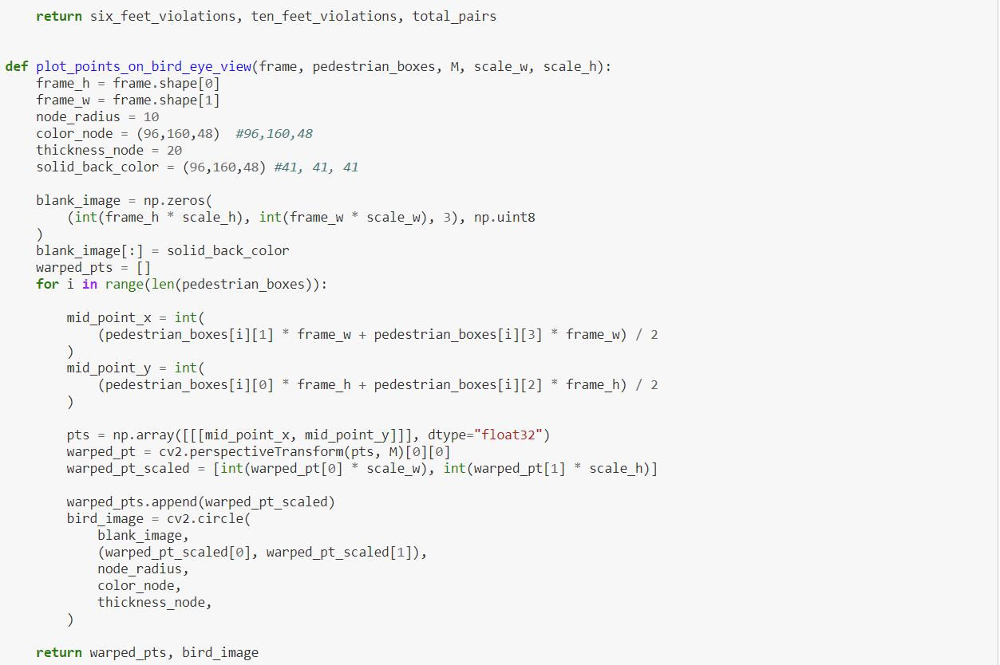 return six_feet_violations, ten_feet_violations, total_pairs
def plot_points_on_bird_eye_view(frame, pedestrian_boxes, M, scale_w, scale_h):
    frame_h = frame.shape[0]
    frame_w = frame.shape[1]
    node_radius = 10
    color_node = (96,160,48)  #96,160,48
    thickness_node = 20
    solid_back_color = (96,160,48) #41, 41, 41
    blank_image = np.zeros(
        (int(frame_h * scale_h), int(frame_w * scale_w), 3), np.uint8
    )
    blank_image[:] = solid_back_color
    warped_pts = []
    for i in range(len(pedestrian_boxes)):
        mid_point_x = int(
            (pedestrian_boxes[i][1] * frame_w + pedestrian_boxes[i][3] * frame_w) / 2
        )
        mid_point_y = int(
            (pedestrian_boxes[i][0] * frame_h + pedestrian_boxes[i][2] * frame_h) / 2
        )
        pts = np.array([[[mid_point_x, mid_point_y]]], dtype="float32")
        warped_pt = cv2.perspectiveTransform(pts, M)[0][0]
        warped_pt_scaled = [int(warped_pt[0] * scale_w), int(warped_pt[1] * scale_h)]
        warped_pts.append(warped_pt_scaled)
        bird_image = cv2.circle(
            blank_image,
            (warped_pt_scaled[0], warped_pt_scaled[1]),
            node_radius,
            color_node,
            thickness_node,
        )
    return warped_pts, bird_image